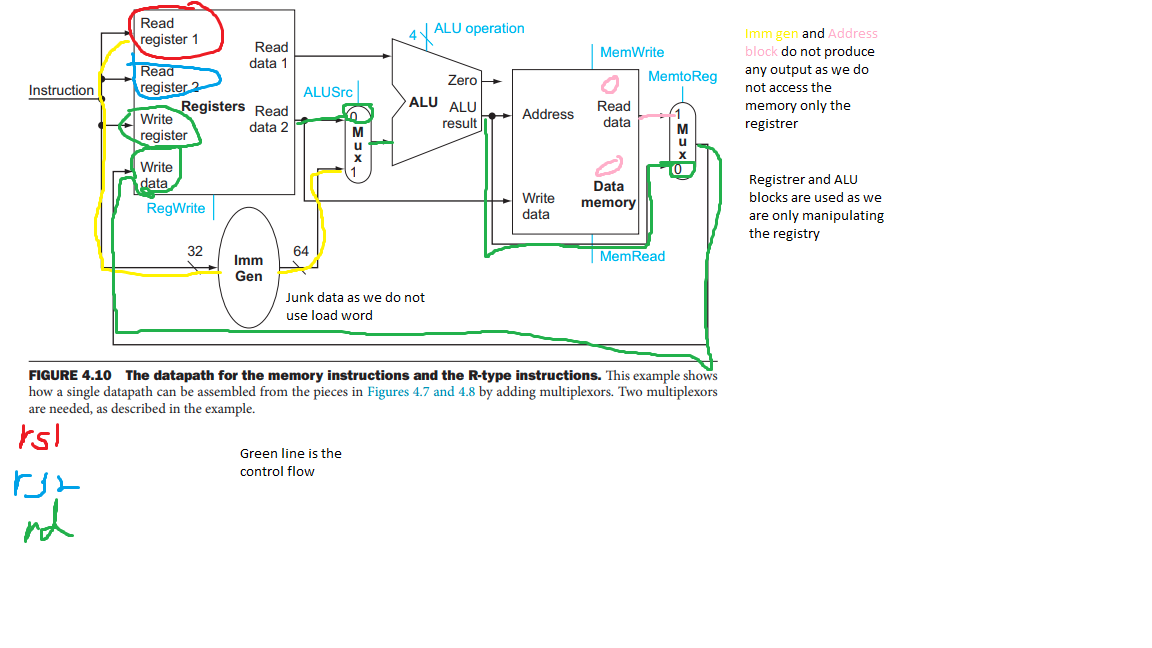 Read
register 1
Read
register 2
Write
register
Write
data
Instruction
Registers
Read
data 1
Read
data 2
RegWrite
ALUSrc
0
M
u
x
1
4
ALU operation
Zero
ALU
ALU
result
MemWrite
Address
Read
data
Write
data
Data
memory
MemRead
MemtoReg
1
M
u
x
0
32
Imm
Gen
64
Junk data as we do not
use load word
Imm gen and Address
block do not produce
any output as we do
not access the
memory only the
registrer
Registrer and ALU
blocks are used as we
are only manipulating
the registry
FIGURE 4.10 The datapath for the memory instructions and the R-type instructions. This example shows
how a single datapath can be assembled from the pieces in Figures 4.7 and 4.8 by adding multiplexors. Two multiplexors
are needed, as described in the example.
rs1
rs2
rd
Green line is the
control flow